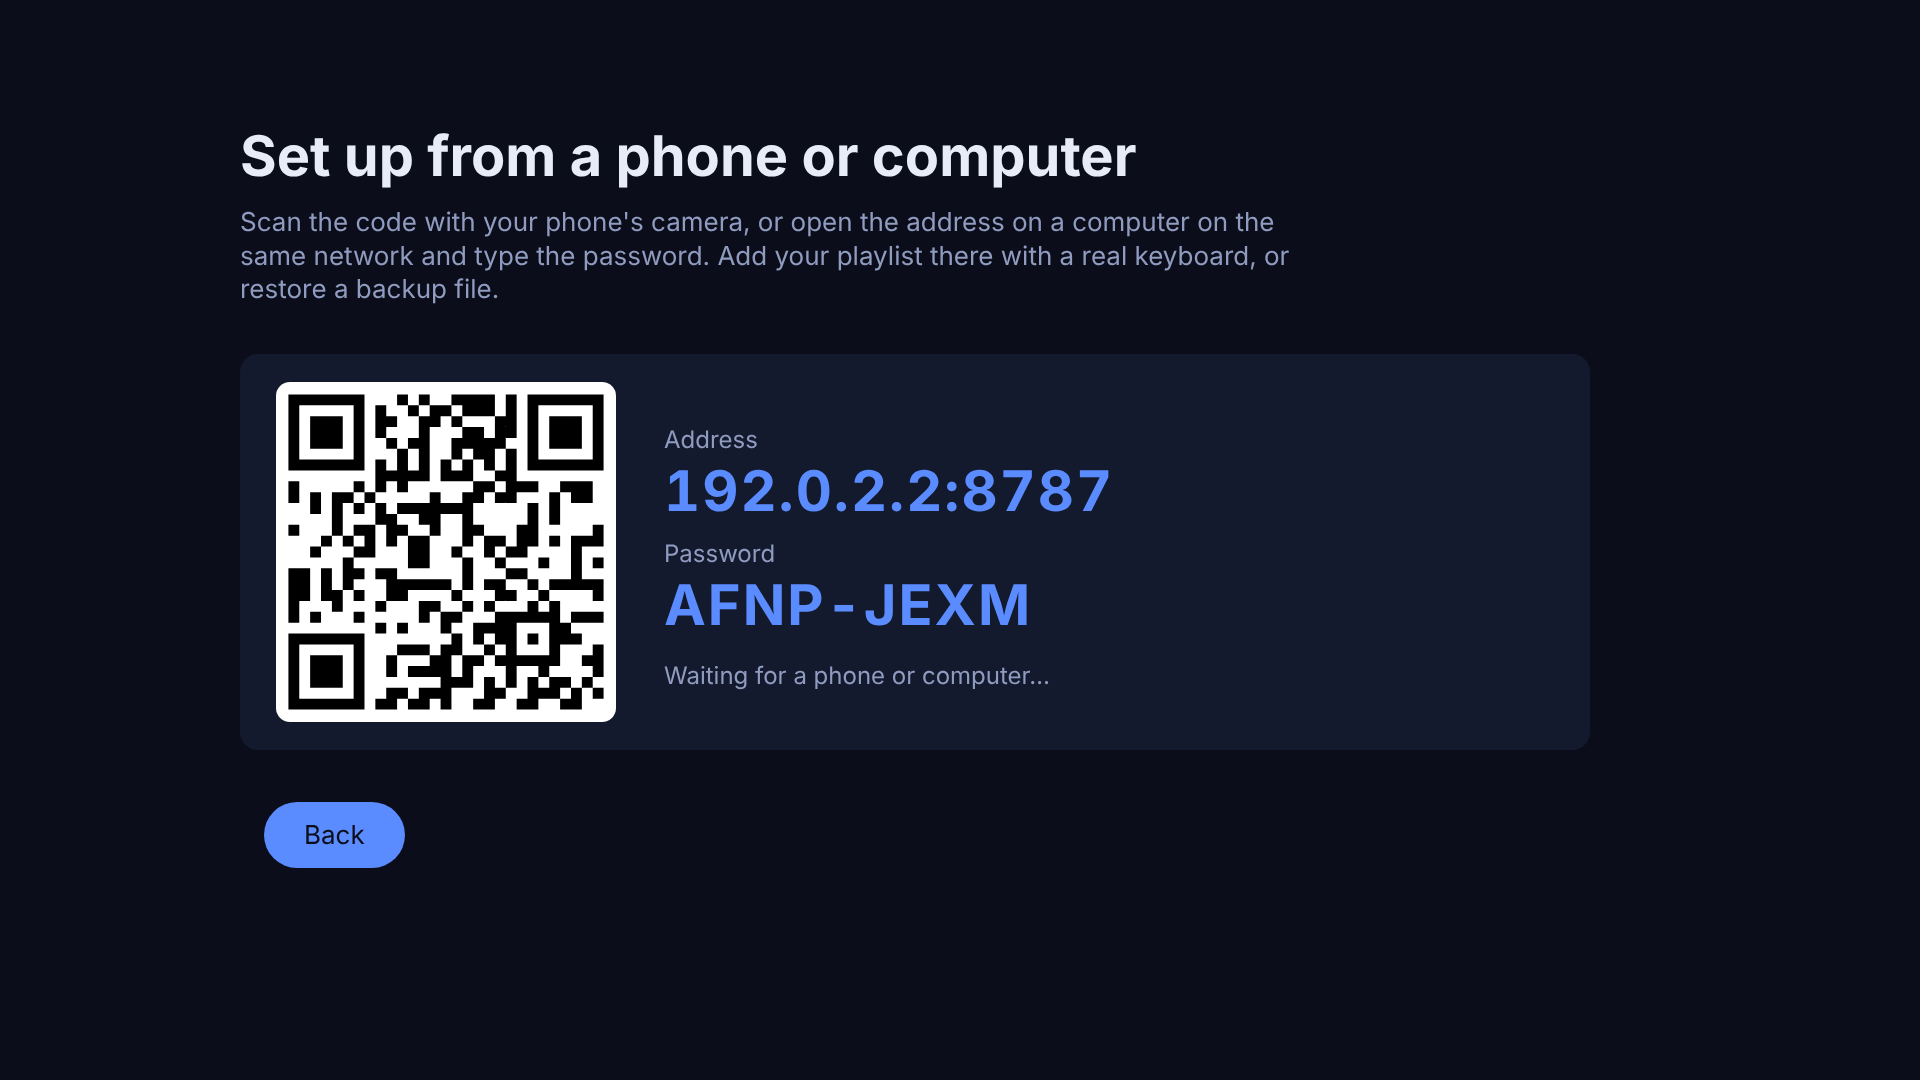 Set up from a phone or computer
Scan the code with your phone's camera, or open the address on a computer on the
same network and type the password. Add your playlist there with a real keyboard, or
restore a backup file.
Address
192.0.2.2:8787
Password
AFNP-JEXM
Waiting for a phone or computer...
Back